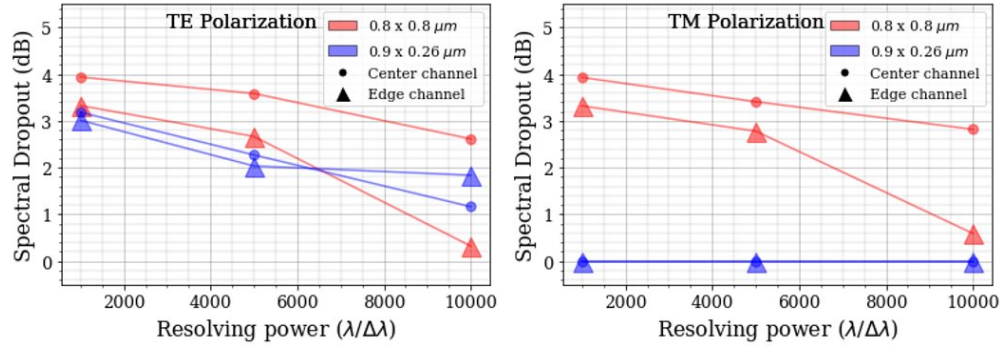 TE Polarization
0.8 x 0.8 μm
0.9 x 0.26 μm
Center channel
Edge channel
Spectral Dropout (dB)
5
4
3
2
1
0
2000 4000 6000 8000 10000
Resolving power (λ/Δλ)
TM Polarization
0.8 x 0.8 μm
0.9 x 0.26 μm
Center channel
Edge channel
Spectral Dropout (dB)
5
4
3
2
1
0
2000 4000 6000 8000 10000
Resolving power (λ/Δλ)